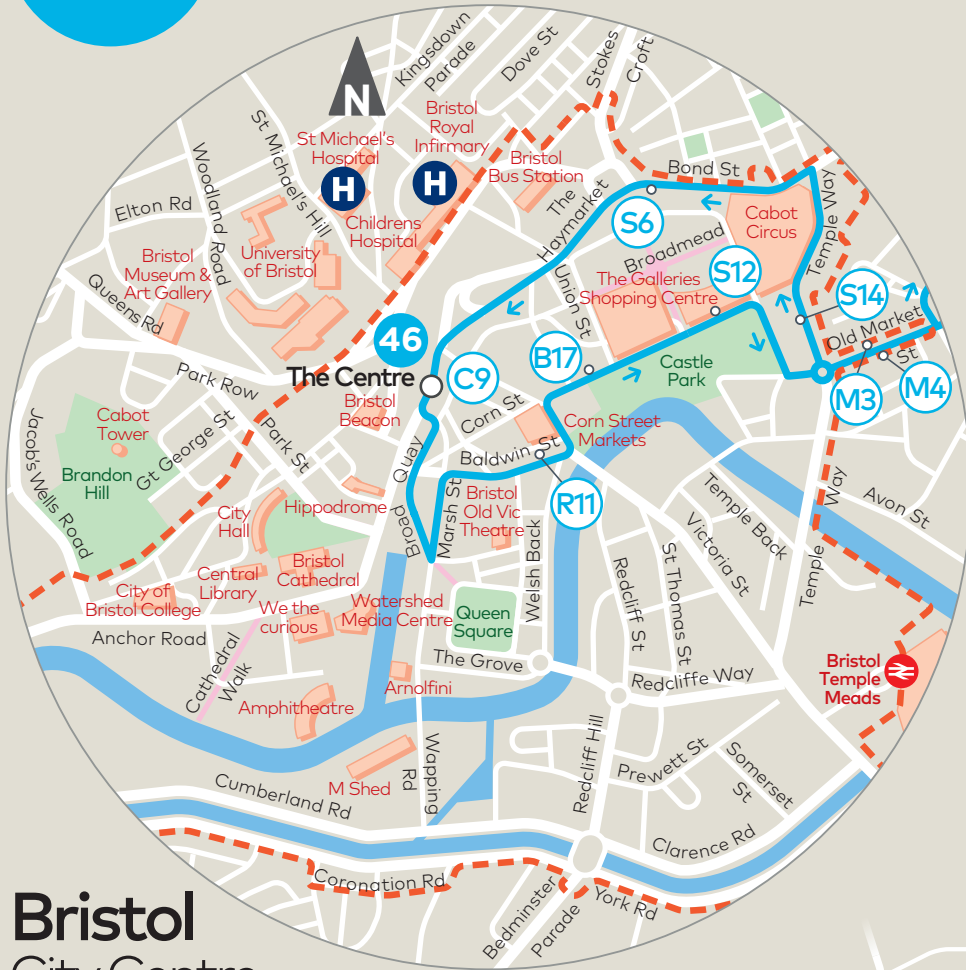 N
Kingsdown
Parade
Dove St
Stokes
Croft
St Michael's
Hospital
H
Bristol
Royal
Infirmary
H
Bristol
Bus Station
Bond St
St Michael's Hill
Woodland Road
Elton Rd
Childrens
Hospital
The
Haymarket
S6
Cabot
Circus
Temple Way
Broadmead
University
of Bristol
Bristol
Museum &
Art Gallery
Queens Rd
The Galleries
Shopping Centre
S12
S14
Union St
Old Market
St
46
The Centre
C9
B17
Castle
Park
M3
M4
Park Row
Bristol
Beacon
Corn St
Corn Street
Markets
Cabot
Tower
Gt George St
Park St
Jacob's Wells Road
Brandon
Hill
Quay
Broad
Baldwin St
R11
Marsh St
Hippodrome
City
Hall
Bristol
Old Vic
Theatre
Welsh Back
Temple Back
Victoria St
Way
Temple
Avon St
Central
Library
Bristol
Cathedral
City of
Bristol College
We the
curious
Watershed
Media Centre
Queen
Square
Redcliff St
St Thomas St
Anchor Road
Cathedral
Walk
The Grove
Redcliffe Way
Bristol
Temple
Meads
Arnolfini
Amphitheatre
M Shed
Wapping
Rd
Redcliff Hill
Prewett St
Somerset
St
Cumberland Rd
Clarence Rd
Coronation Rd
Bedminster
Parade
York Rd
Bristol
City Centre